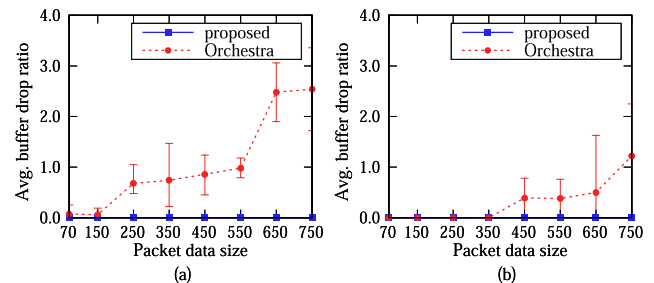 4.0
3.0
2.0
1.0
0.0
Avg. buffer drop ratio
proposed
Orchestra
70 150 250 350 450 550 650 750
Packet data size
(a)
4.0
3.0
2.0
1.0
0.0
Avg. buffer drop ratio
proposed
Orchestra
70 150 250 350 450 550 650 750
Packet data size
(b)